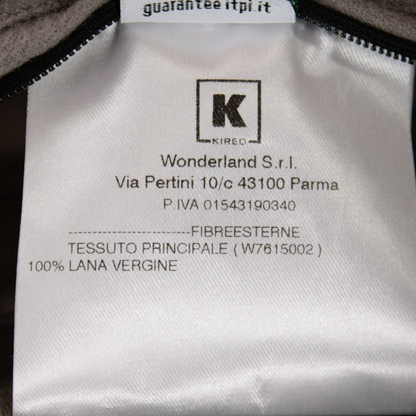 guarantee itpi.it
K
KIRED
Wonderland S.r.l.
Via Pertini 10/c 43100 Parma
P.IVA 01543190340
------------------------FIBREESTERNE
TESSUTO PRINCIPALE ( W7615002 )
100% LANA VERGINE